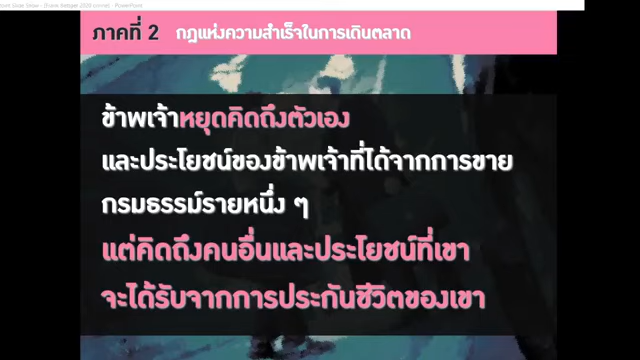 ภาคที่ 2 กฎแห่งความสำเร็จในการเดินตลาด
ข้าพเจ้าหยุดคิดถึงตัวเอง
และประโยชน์ของข้าพเจ้าที่ได้จากการขาย
กรมธรรม์รายหนึ่ง ๆ
แต่คิดถึงคนอื่นและประโยชน์ที่เขา
จะได้รับจากการประกันชีวิตของเขา